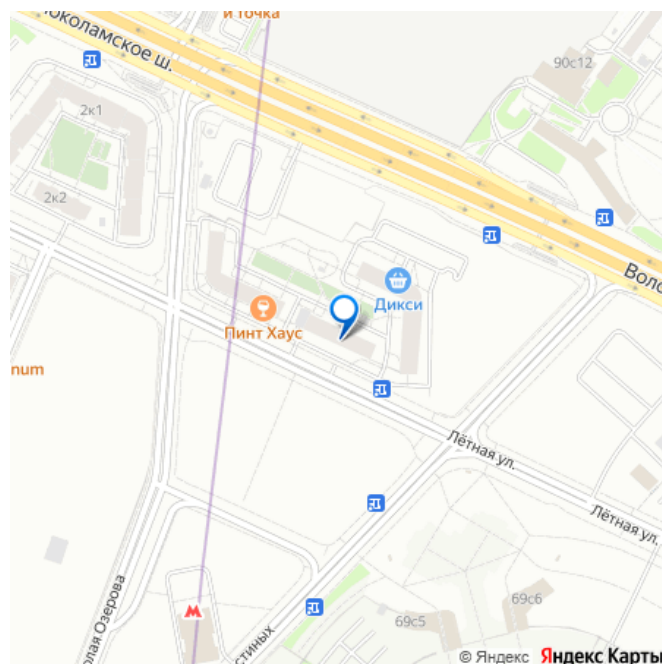 и точка
локоламское ш.
90с12
2к1
2к2
Воло
Дикси
Пинт Хаус
num
Лётная ул.
Лётная ул.
олая Озерова
стиных
69с6
69с5
© Яндекс Яндекс Карты